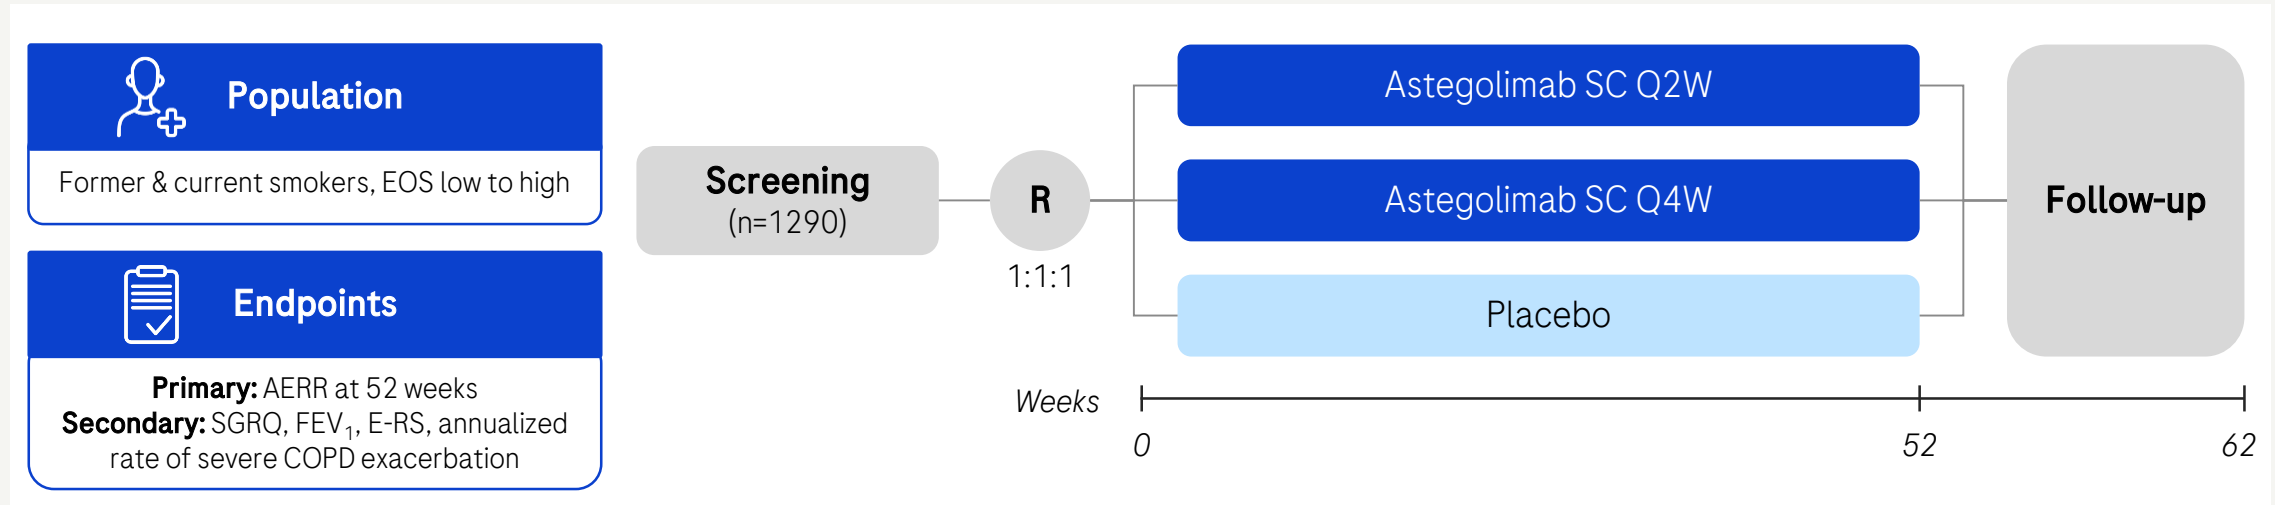 Population
Former & current smokers, EOS low to high
Endpoints
Primary: AERR at 52 weeks
Secondary: SGRQ, FEV₁, E-RS, annualized
rate of severe COPD exacerbation
Screening
(n=1290)
R
1:1:1
Astegolimab SC Q2W
Astegolimab SC Q4W
Placebo
Follow-up
Weeks
0
52
62